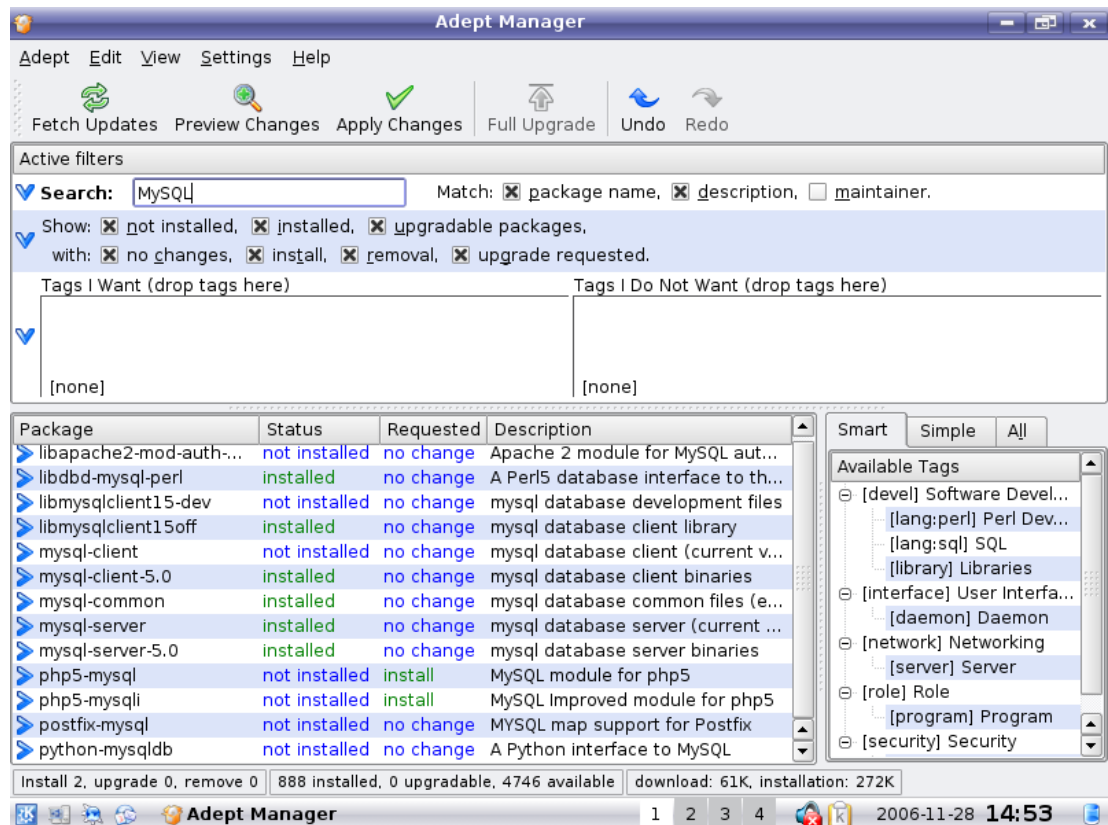 Adept Manager
Adept Edit View Settings Help
Fetch Updates Preview Changes Apply Changes Full Upgrade Undo Redo
Active filters
Search: MySQL Match: package name, description, maintainer.
Show: not installed, installed, upgradable packages,
with: no changes, install, removal, upgrade requested.
Tags I Want (drop tags here) Tags I Do Not Want (drop tags here)
[none] [none]
Package Status Requested Description
libapache2-mod-auth-... not installed no change Apache 2 module for MySQL aut...
libdbd-mysql-perl installed no change A Perl5 database interface to th...
libmysqlclient15-dev not installed no change mysql database development files
libmysqlclient15off installed no change mysql database client library
mysql-client not installed no change mysql database client (current v...
mysql-client-5.0 installed no change mysql database client binaries
mysql-common installed no change mysql database common files (e...
mysql-server installed no change mysql database server (current ...
mysql-server-5.0 installed no change mysql database server binaries
php5-mysql not installed install MySQL module for php5
php5-mysqli not installed install MySQL Improved module for php5
postfix-mysql not installed no change MYSQL map support for Postfix
python-mysqldb not installed no change A Python interface to MySQL
Smart Simple All
Available Tags
[devel] Software Devel...
[lang:perl] Perl Dev...
[lang:sql] SQL
[library] Libraries
[interface] User Interfa...
[daemon] Daemon
[network] Networking
[server] Server
[role] Role
[program] Program
[security] Security
Install 2, upgrade 0, remove 0 888 installed, 0 upgradable, 4746 available download: 61K, installation: 272K
Adept Manager 1 2 3 4 2006-11-28 14:53